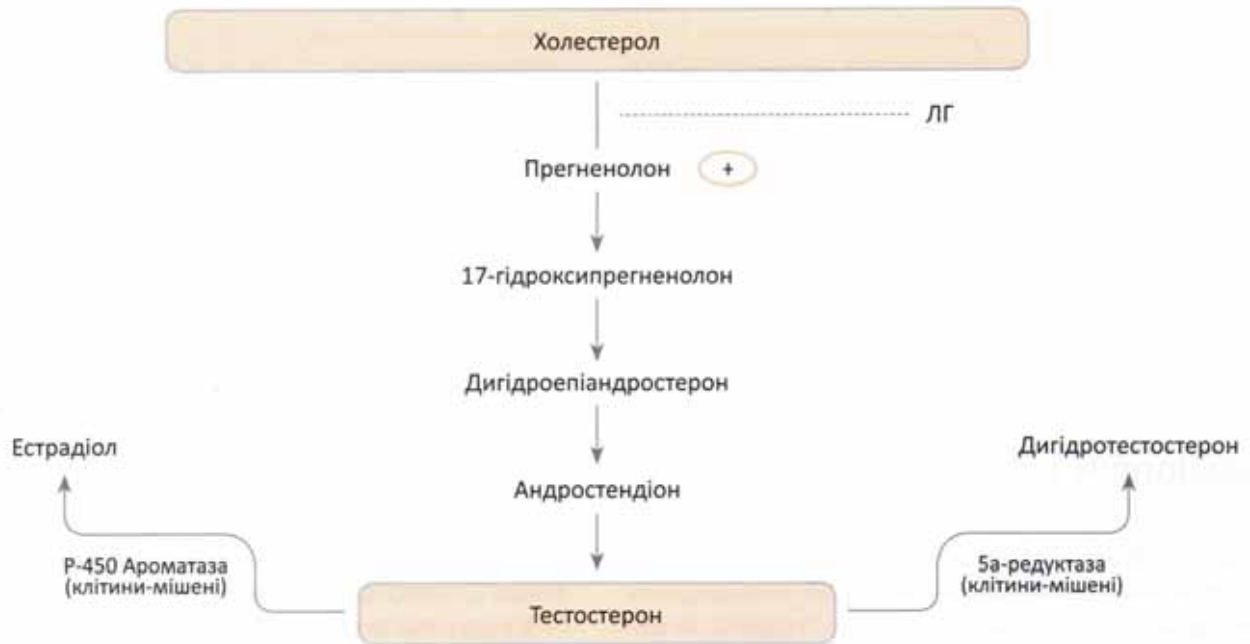 Холестерол
ЛГ
Прегненолон +
17-гідроксипрегненолон
Дигідроепіандростерон
Естрадіол
Дигідротестостерон
Андростендіон
Р-450 Ароматаза
(клітини-мішені)
5а-редуктаза
(клітини-мішені)
Тестостерон